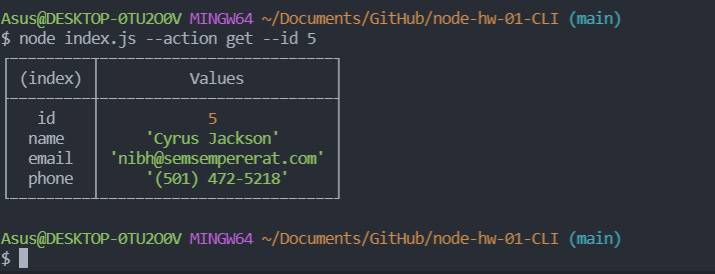 Asus@DESKTOP-0TU2O0V MINGW64 ~/Documents/GitHub/node-hw-01-CLI (main)
$ node index.js --action get --id 5
(index) Values
id 5
name 'Cyrus Jackson'
email 'nibh@semsempererat.com'
phone '(501) 472-5218'
Asus@DESKTOP-0TU2O0V MINGW64 ~/Documents/GitHub/node-hw-01-CLI (main)
$